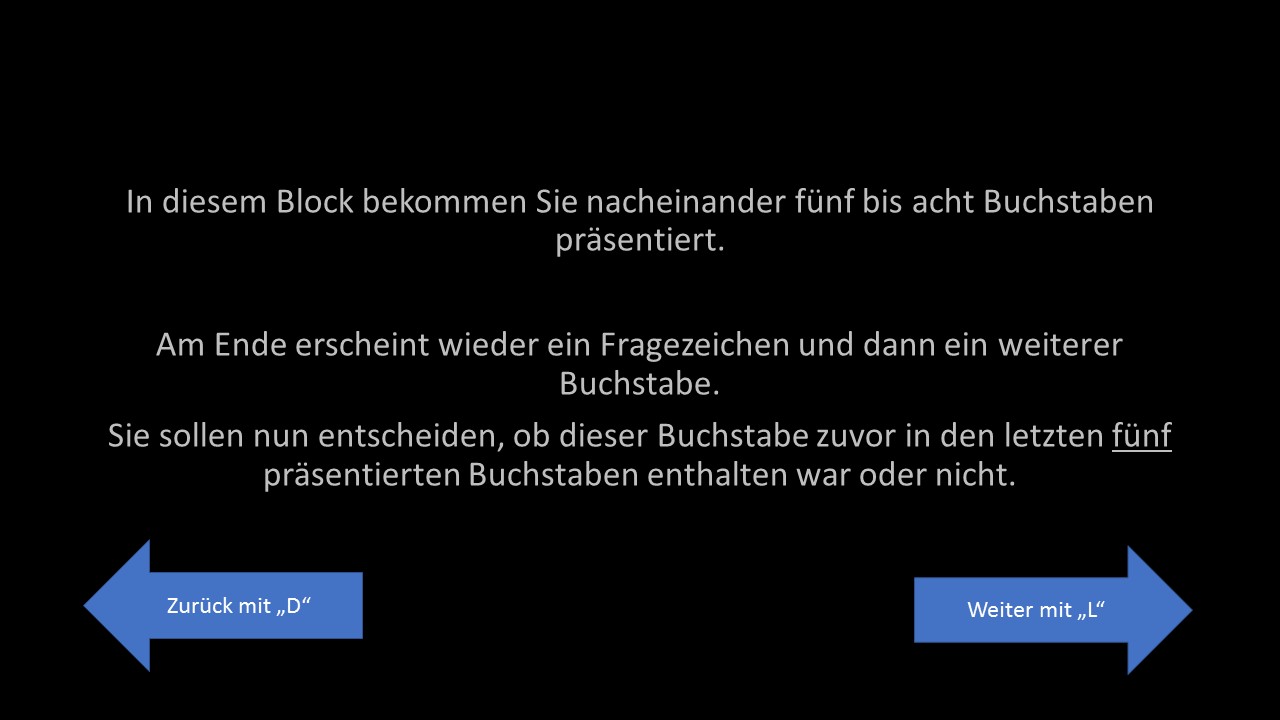 In diesem Block bekommen Sie nacheinander fünf bis acht Buchstaben
präsentiert.
Am Ende erscheint wieder ein Fragezeichen und dann ein weiterer
Buchstabe.
Sie sollen nun entscheiden, ob dieser Buchstabe zuvor in den letzten fünf
präsentierten Buchstaben enthalten war oder nicht.
Zurück mit „D“
Weiter mit „L“